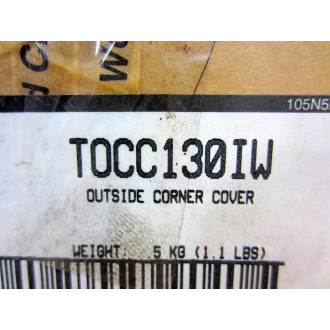 105N5
TOCC130IW
OUTSIDE CORNER COVER
WEIGHT: .5 KG (1.1 LBS)